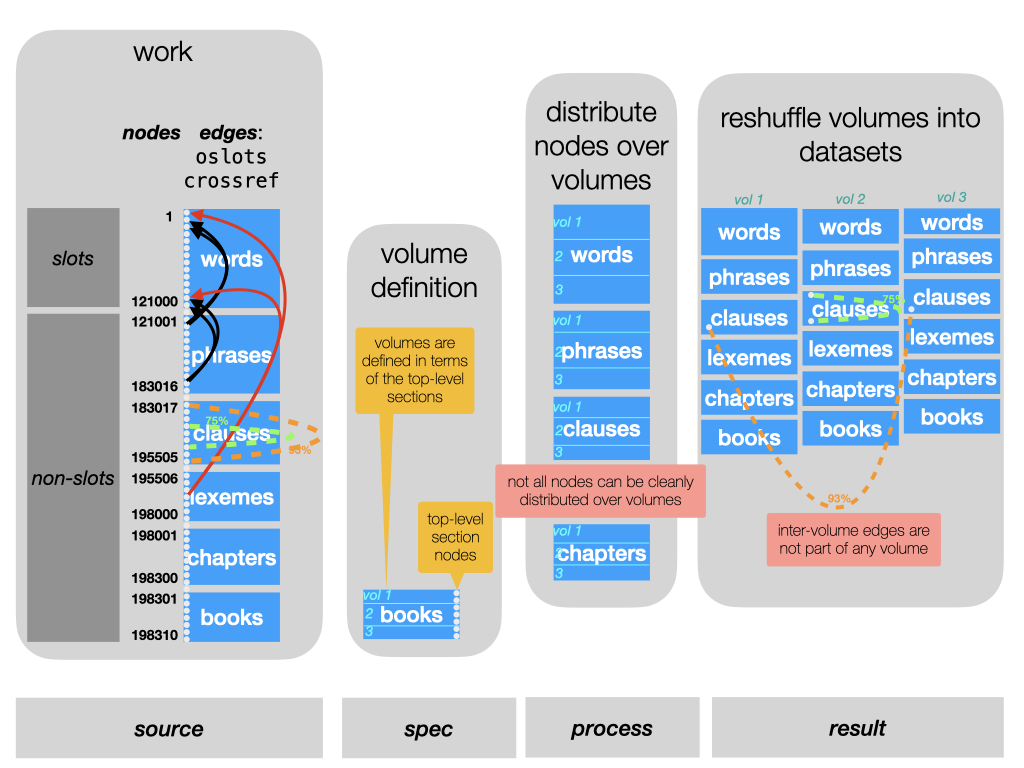 work
nodes edges:
oslots
crossref
slots
non-slots
1
121000
121001
183016
183017
195505
195506
198000
198001
198300
198301
198310
words
phrases
75%
clauses
93%
lexemes
chapters
books
volume
definition
volumes are
defined in terms
of the top-level
sections
top-level
section
nodes
vol 1
2 books
3
distribute
nodes over
volumes
vol 1
2 words
3
vol 1
2 phrases
3
vol 1
2 clauses
3
not all nodes can be cleanly
distributed over volumes
vol 1
2 chapters
3
reshuffle volumes into
datasets
vol 1
words
phrases
clauses
lexemes
chapters
books
vol 2
words
phrases
clauses
75%
lexemes
chapters
books
vol 3
words
phrases
clauses
lexemes
chapters
books
93%
inter-volume edges are
not part of any volume
source
spec
process
result